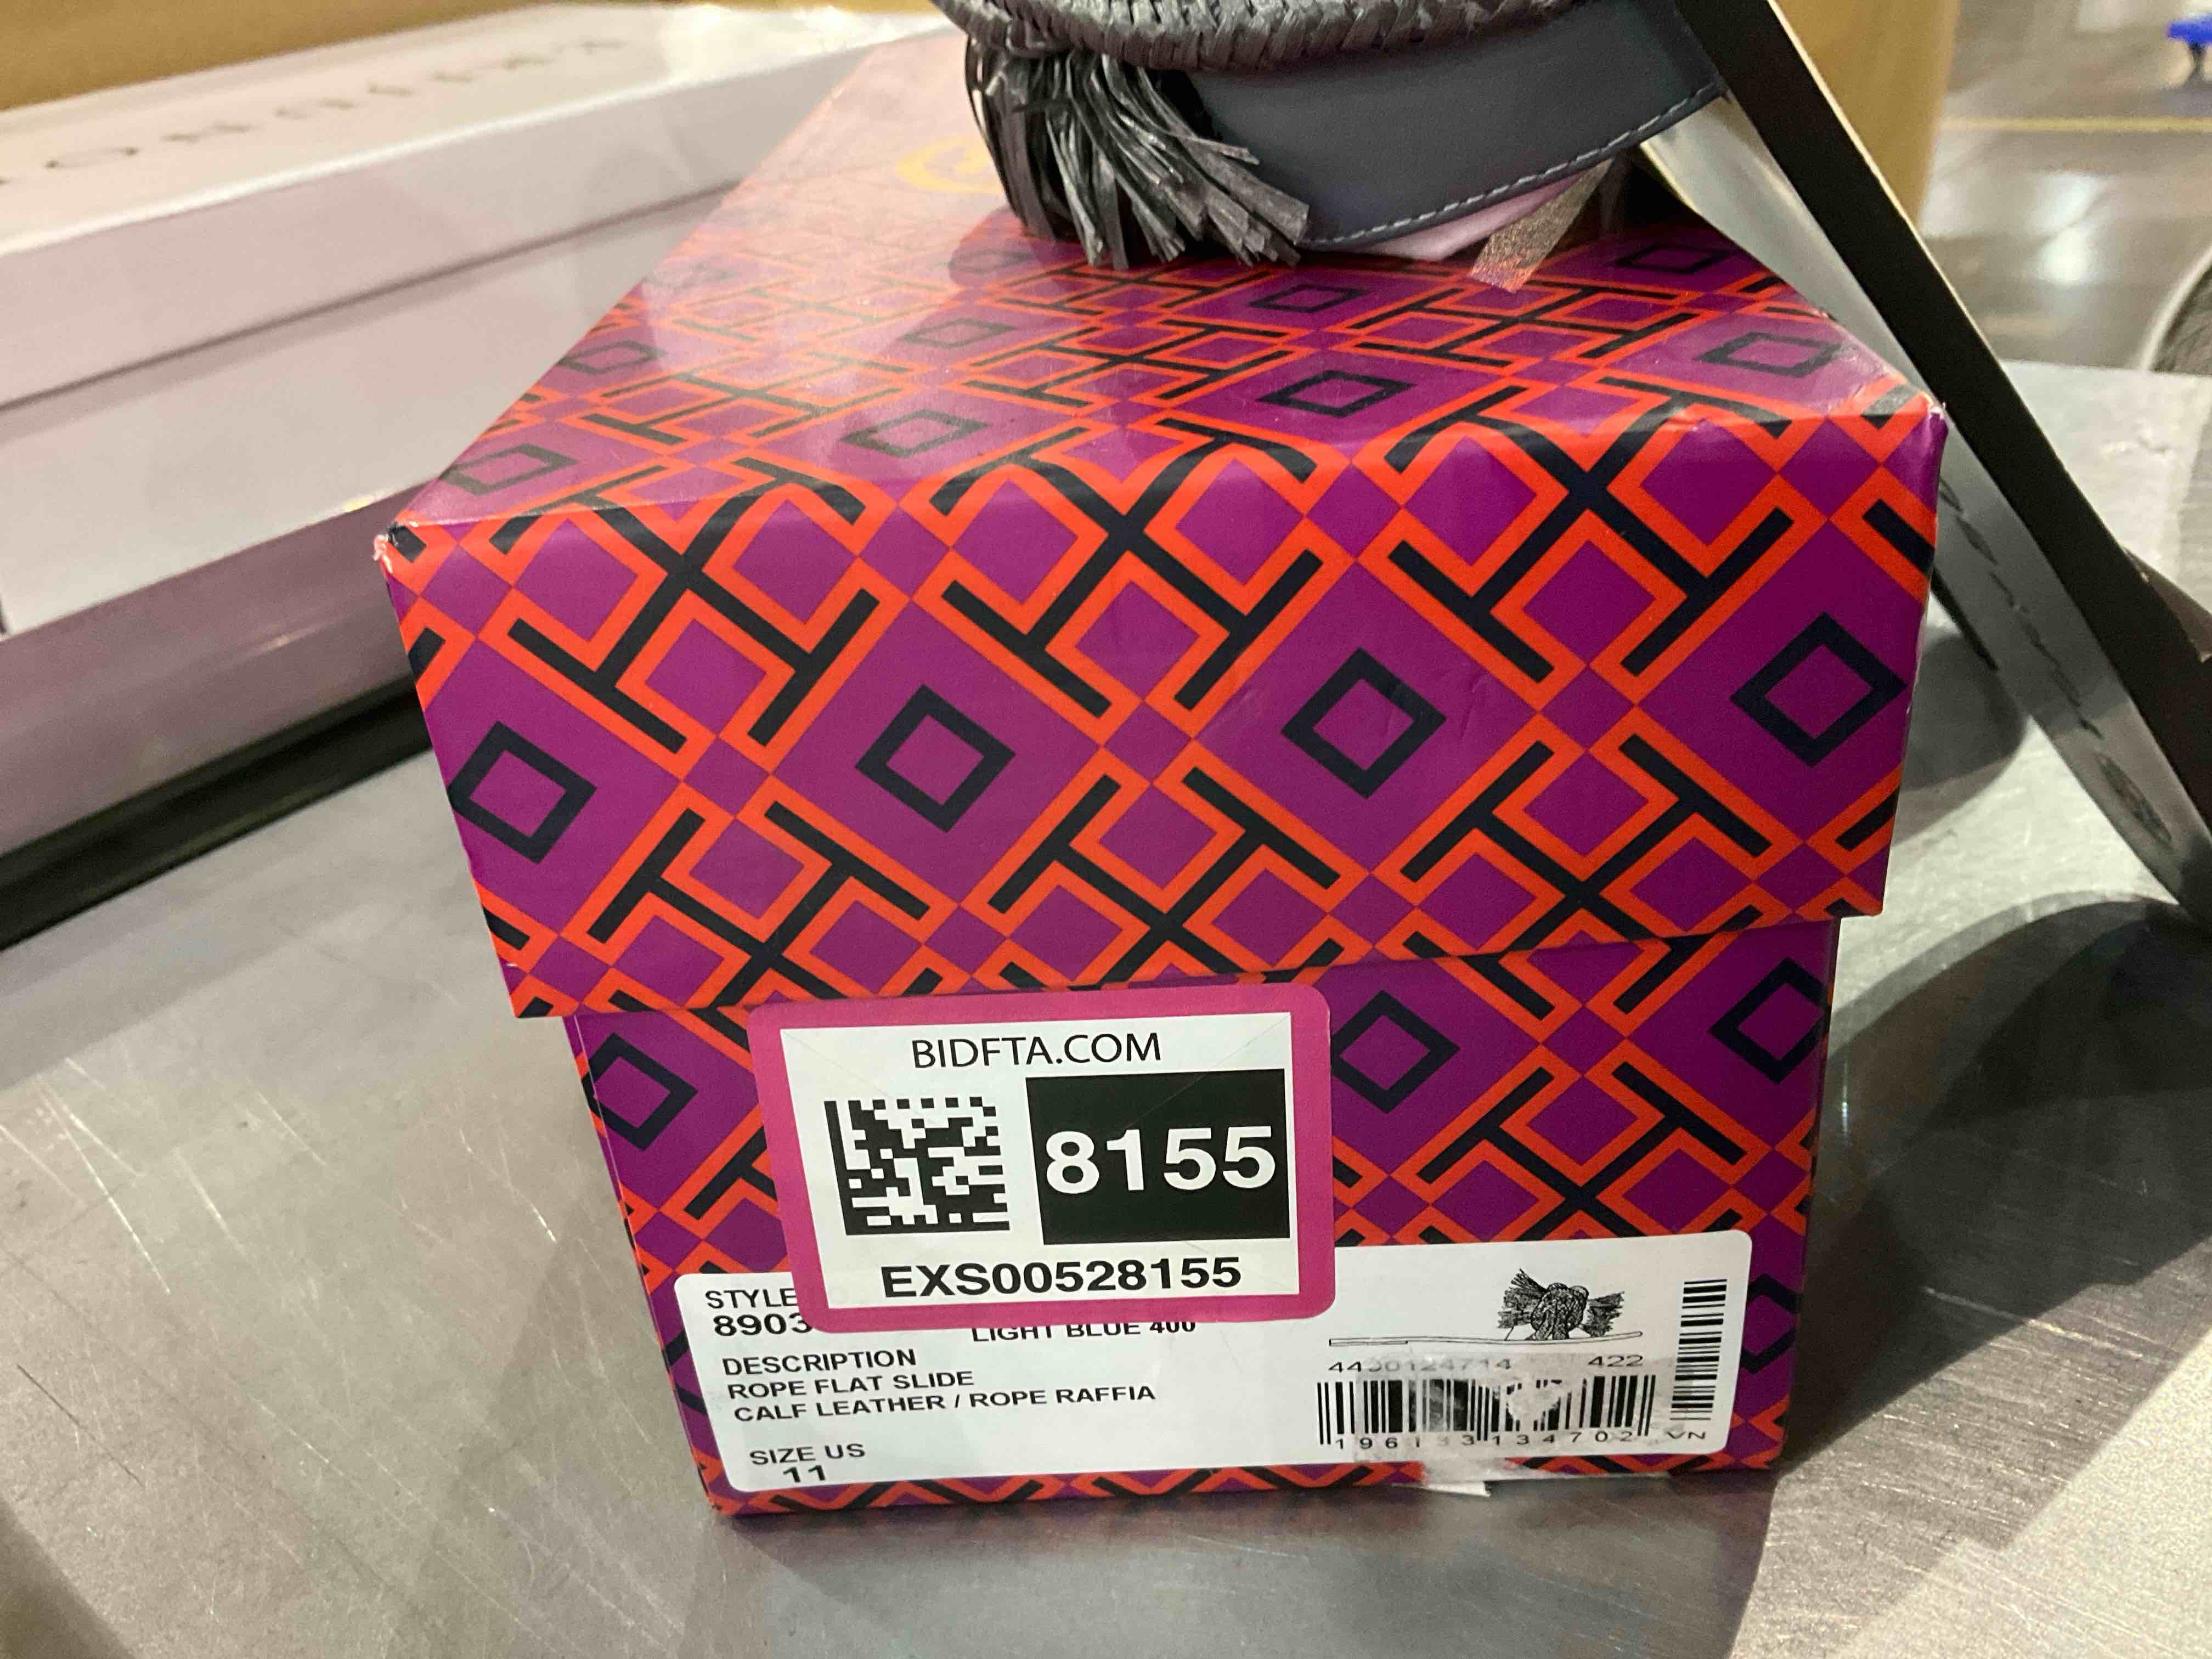 BIDFTA.COM
8155
EXS00528155
STYLE
8903
LIGHT BLUE 400
DESCRIPTION
ROPE FLAT SLIDE
CALF LEATHER / ROPE RAFFIA
SIZE US
11
422
VN